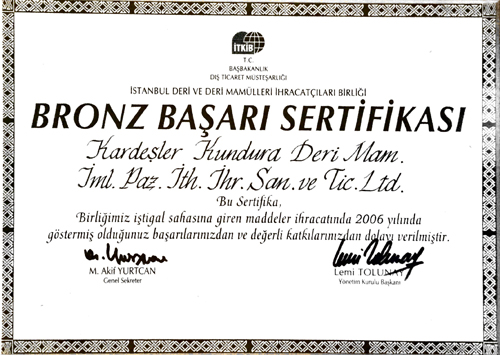 İTKİB
T.C.
BAŞBAKANLIK
DIŞ TİCARET MÜSTEŞARLIĞI
İSTANBUL DERİ VE DERİ MAMÜLLERİ İHRACATÇILARI BİRLİĞİ
BRONZ BAŞARI SERTİFİKASI
Kardeşler Kundura Deri Mam.
İml. Paz. İth. İhr. San. ve Tic. Ltd.
Bu Sertifika,
Birliğimiz iştigal sahasına giren maddeler ihracatında 2006 yılında
göstermiş olduğunuz başarılarınızdan ve değerli katkılarınızdan dolayı verilmiştir.
M. Akif YURTCAN
Genel Sekreter
Lemi Tolunay
Lemi TOLUNAY
Yönetim Kurulu Başkanı